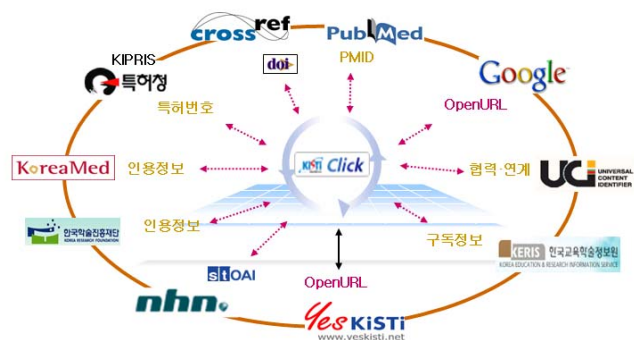 cross ref
PubMed
KIPRIS
doi
PMID
특허청
Google
특허번호
OpenURL
KoreaMed
인용정보
KISTI Click
협력·연계
UCI UNIVERSAL
CONTENT
IDENTIFIER
한국학술진흥재단
KOREA RESEARCH FOUNDATION
인용정보
구독정보
KERIS 한국교육학술정보원
KOREA EDUCATION & RESEARCH INFORMATION SERVICE
stOAI
OpenURL
nhn.
Yes KiSTi
www.yeskisti.net